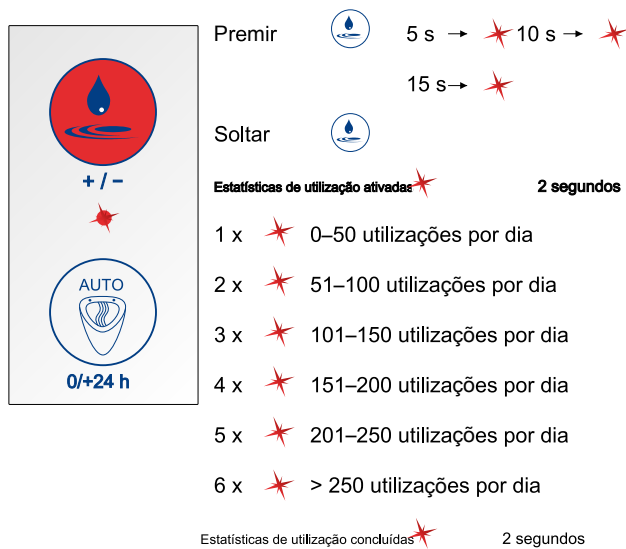 Premir 5 s → 10 s →
15 s →
Soltar
+ / −
Estatísticas de utilização ativadas 2 segundos
1 x 0–50 utilizações por dia
AUTO
2 x 51–100 utilizações por dia
3 x 101–150 utilizações por dia
0/+24 h
4 x 151–200 utilizações por dia
5 x 201–250 utilizações por dia
6 x > 250 utilizações por dia
Estatísticas de utilização concluídas 2 segundos